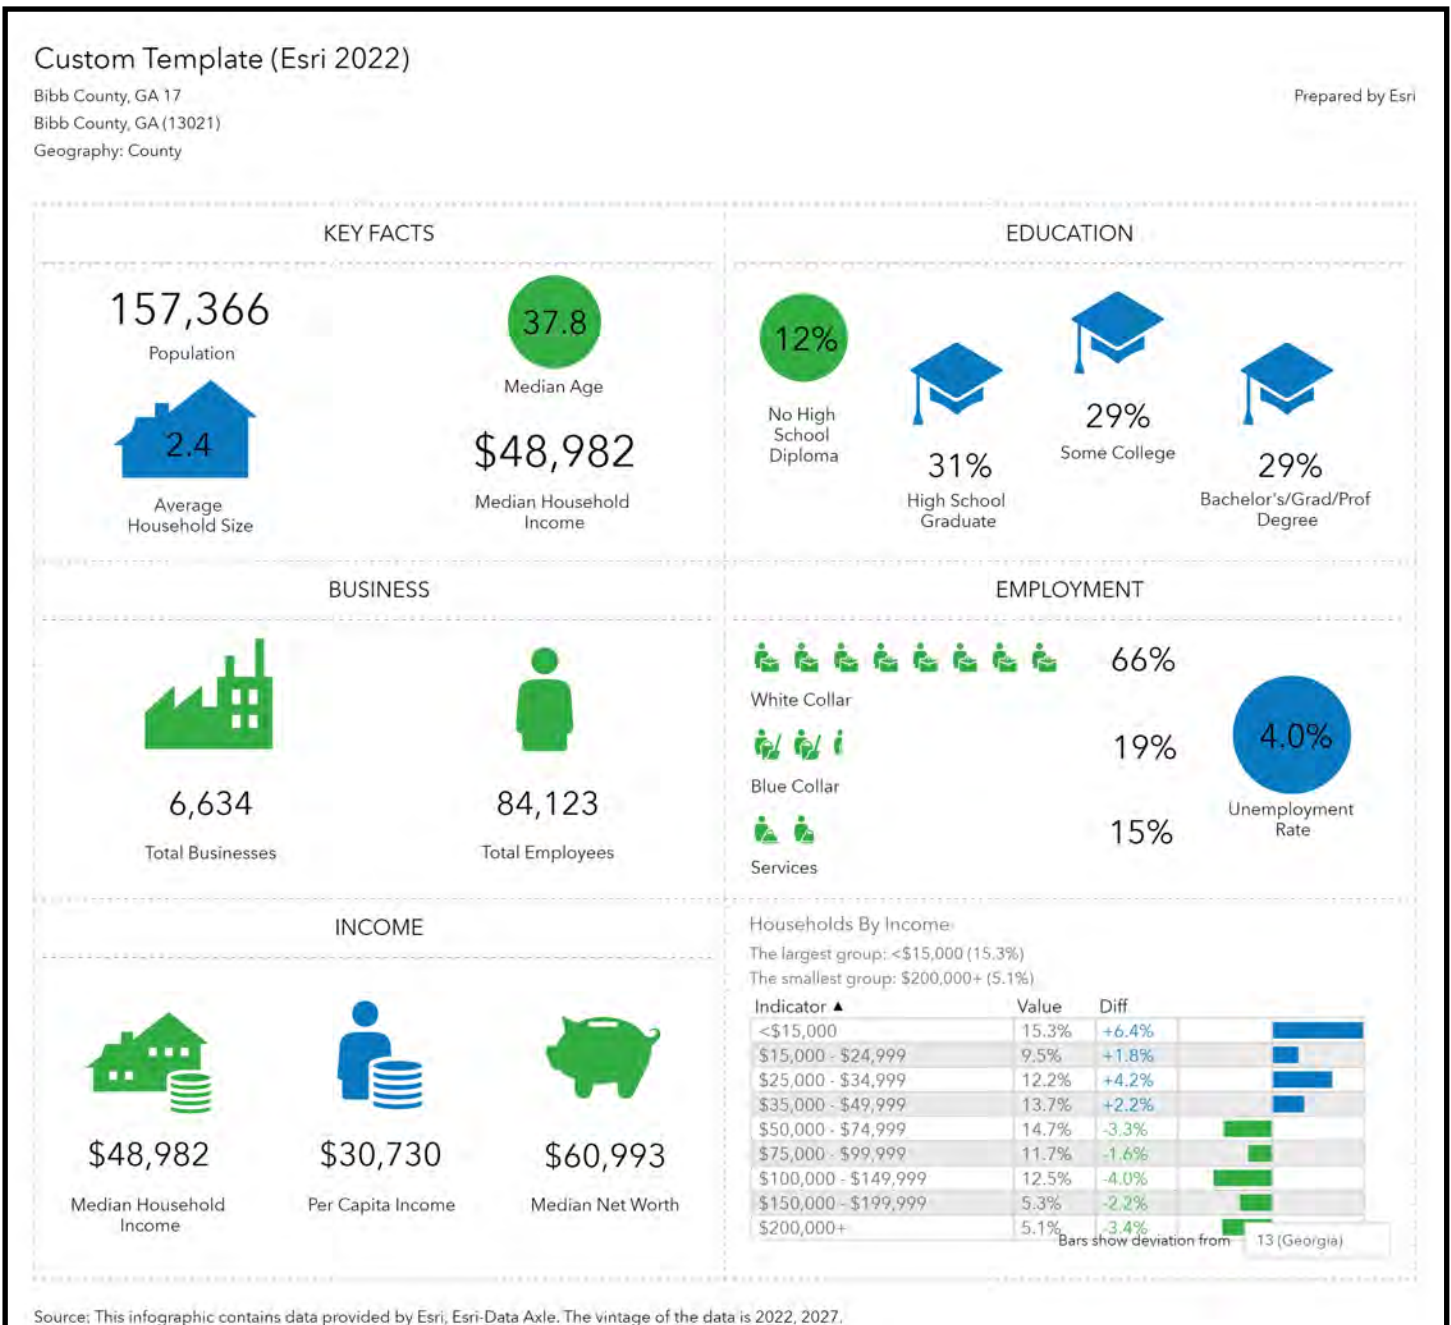 Custom Template (Esri 2022)
Bibb County, GA 17
Prepared by Esri
Bibb County, GA (13021)
Geography: County
KEY FACTS
157,366
Population
37.8
Median Age
2.4
Average
Household Size
$48,982
Median Household
Income
EDUCATION
12%
No High
School
Diploma
31%
High School
Graduate
29%
Some College
29%
Bachelor's/Grad/Prof
Degree
BUSINESS
6,634
Total Businesses
84,123
Total Employees
EMPLOYMENT
66%
White Collar
19%
Blue Collar
15%
Services
4.0%
Unemployment
Rate
INCOME
$48,982
Median Household
Income
$30,730
Per Capita Income
$60,993
Median Net Worth
Households By Income
The largest group: <$15,000 (15.3%)
The smallest group: $200,000+ (5.1%)
Indicator ▲ Value Diff
<$15,000 15.3% +6.4%
$15,000 - $24,999 9.5% +1.8%
$25,000 - $34,999 12.2% +4.2%
$35,000 - $49,999 13.7% +2.2%
$50,000 - $74,999 14.7% -3.3%
$75,000 - $99,999 11.7% -1.6%
$100,000 - $149,999 12.5% -4.0%
$150,000 - $199,999 5.3% -2.2%
$200,000+ 5.1% -3.4%
Bars show deviation from 13 (Georgia)
Source: This infographic contains data provided by Esri, Esri-Data Axle. The vintage of the data is 2022, 2027.